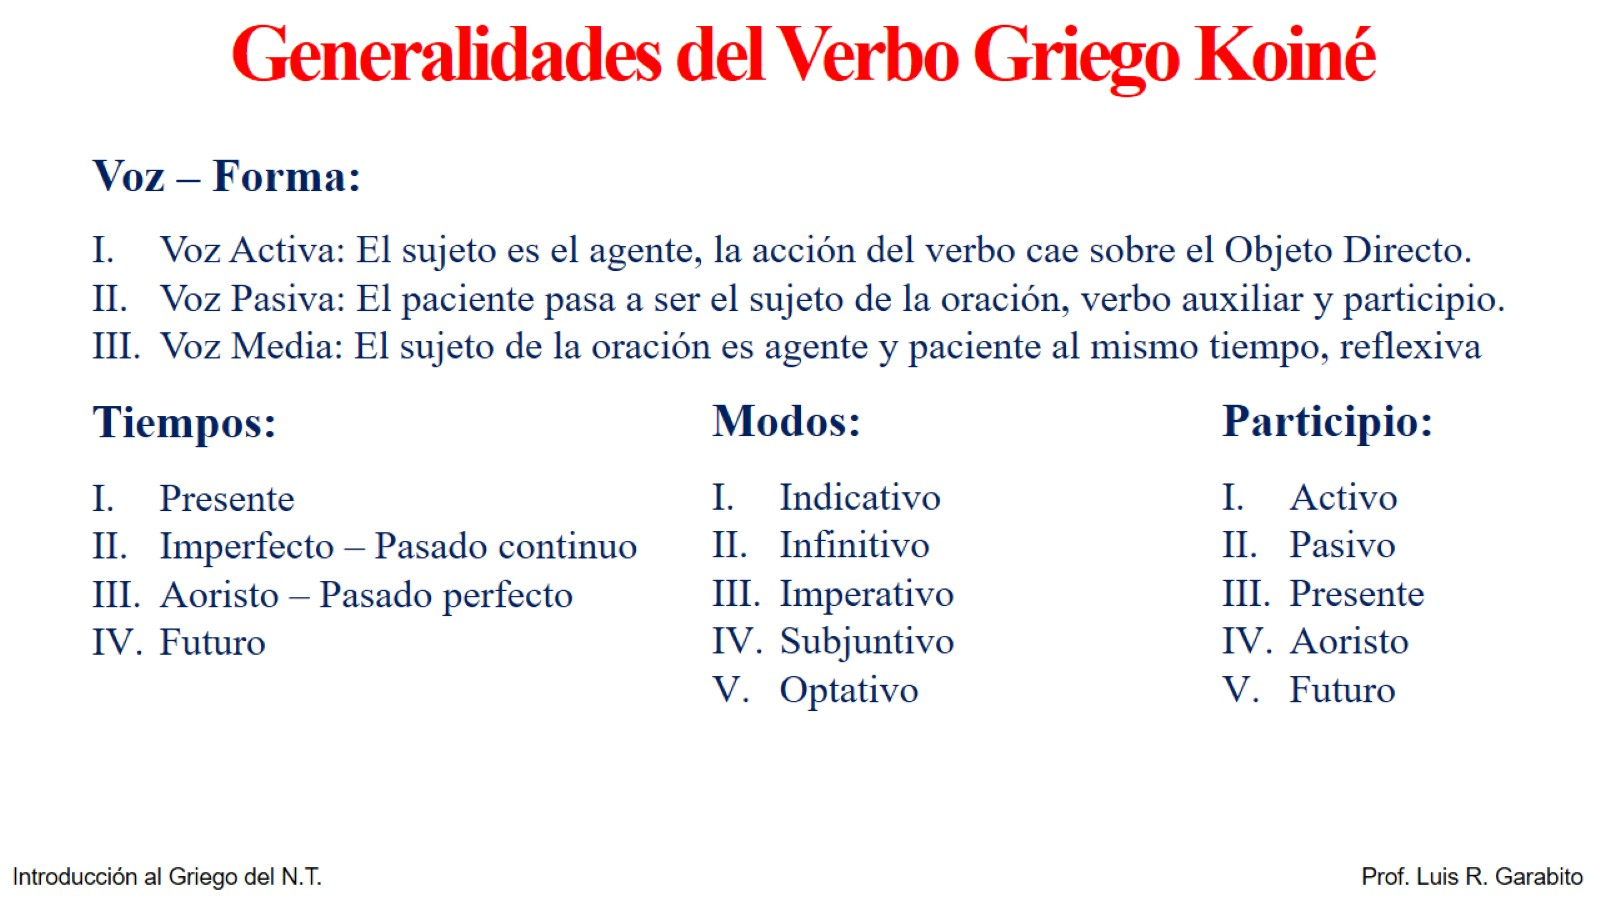 Generalidades del Verbo Griego Koiné
Voz – Forma:
I. Voz Activa: El sujeto es el agente, la acción del verbo cae sobre el Objeto Directo.
II. Voz Pasiva: El paciente pasa a ser el sujeto de la oración, verbo auxiliar y participio.
III. Voz Media: El sujeto de la oración es agente y paciente al mismo tiempo, reflexiva
Tiempos:
I. Presente
II. Imperfecto – Pasado continuo
III. Aoristo – Pasado perfecto
IV. Futuro
Modos:
I. Indicativo
II. Infinitivo
III. Imperativo
IV. Subjuntivo
V. Optativo
Participio:
I. Activo
II. Pasivo
III. Presente
IV. Aoristo
V. Futuro
Introducción al Griego del N.T.
Prof. Luis R. Garabito